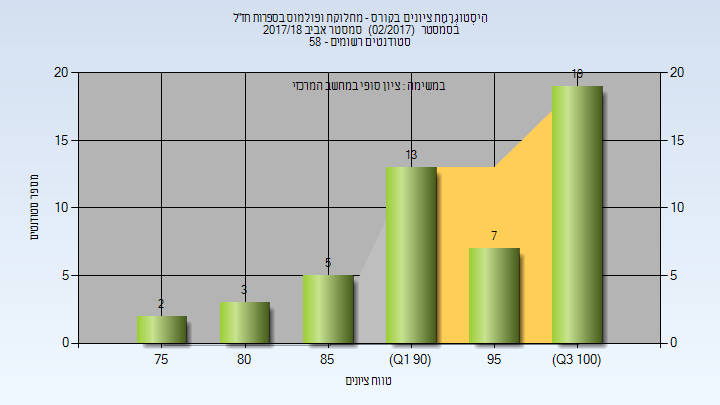 היסטוגרמת ציונים בקורס - מחלוקת ופולמוס בספרות חז"ל
בסמסטר (02/2017) סמסטר אביב 2017/18
סטודנטים רשומים - 58
במשימה : ציון סופי במחשב המרכזי
מספר סטודנטים
20
15
10
5
0
20
15
10
5
0
2
3
5
13
7
19
75
80
85
(Q1 90)
95
(Q3 100)
טווח ציונים